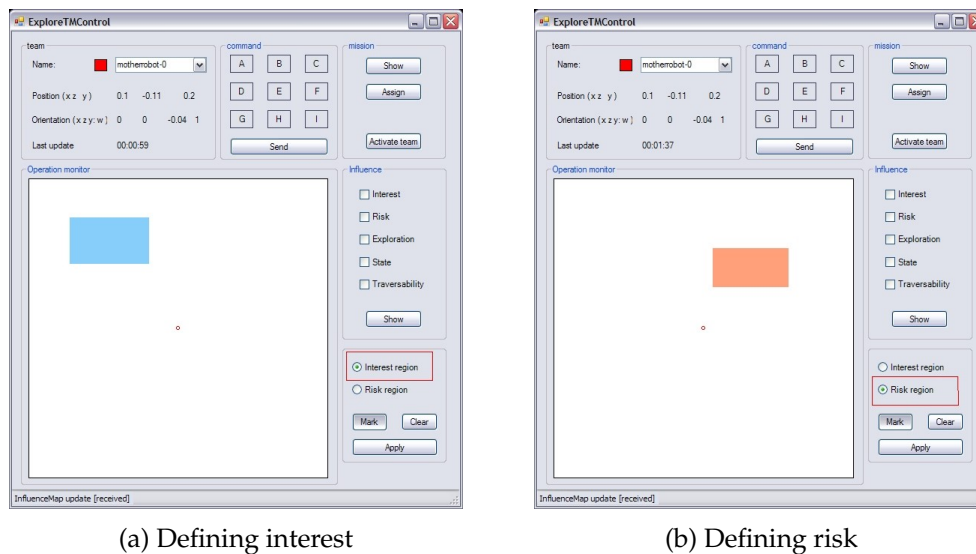 ExploreTMControl
team
Name: motherrobot-0
Position ( x z y ) 0.1 -0.11 0.2
Orientation ( x z y: w ) 0 0 -0.04 1
Last update 00:00:59
command
A B C
D E F
G H I
Send
mission
Show
Assign
Activate team
Operation monitor
Influence
Interest
Risk
Exploration
State
Traversability
Show
Interest region
Risk region
Mark Clear
Apply
InfluenceMap update [received]
(a) Defining interest
ExploreTMControl
team
Name: motherrobot-0
Position ( x z y ) 0.1 -0.11 0.2
Orientation ( x z y: w ) 0 0 -0.04 1
Last update 00:01:37
command
A B C
D E F
G H I
Send
mission
Show
Assign
Activate team
Operation monitor
Influence
Interest
Risk
Exploration
State
Traversability
Show
Interest region
Risk region
Mark Clear
Apply
InfluenceMap update [received]
(b) Defining risk